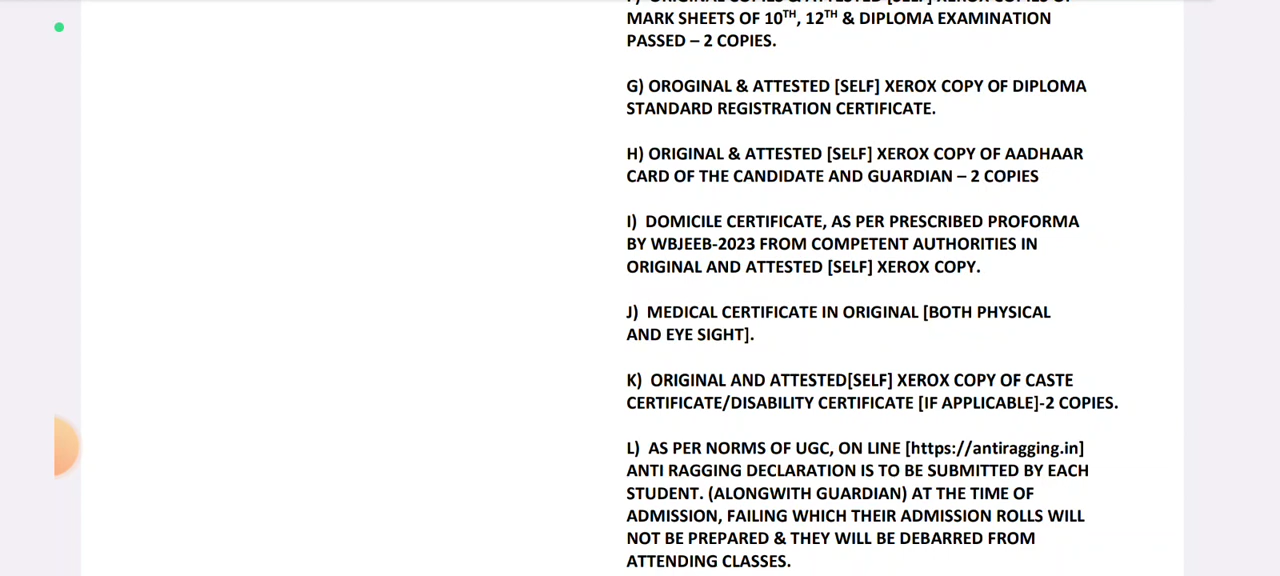 MARK SHEETS OF 10TH, 12TH & DIPLOMA EXAMINATION
PASSED – 2 COPIES.
G) OROGINAL & ATTESTED [SELF] XEROX COPY OF DIPLOMA
STANDARD REGISTRATION CERTIFICATE.
H) ORIGINAL & ATTESTED [SELF] XEROX COPY OF AADHAAR
CARD OF THE CANDIDATE AND GUARDIAN – 2 COPIES
I) DOMICILE CERTIFICATE, AS PER PRESCRIBED PROFORMA
BY WBJEEB-2023 FROM COMPETENT AUTHORITIES IN
ORIGINAL AND ATTESTED [SELF] XEROX COPY.
J) MEDICAL CERTIFICATE IN ORIGINAL [BOTH PHYSICAL
AND EYE SIGHT].
K) ORIGINAL AND ATTESTED[SELF] XEROX COPY OF CASTE
CERTIFICATE/DISABILITY CERTIFICATE [IF APPLICABLE]-2 COPIES.
L) AS PER NORMS OF UGC, ON LINE [https://antiragging.in]
ANTI RAGGING DECLARATION IS TO BE SUBMITTED BY EACH
STUDENT. (ALONGWITH GUARDIAN) AT THE TIME OF
ADMISSION, FAILING WHICH THEIR ADMISSION ROLLS WILL
NOT BE PREPARED & THEY WILL BE DEBARRED FROM
ATTENDING CLASSES.